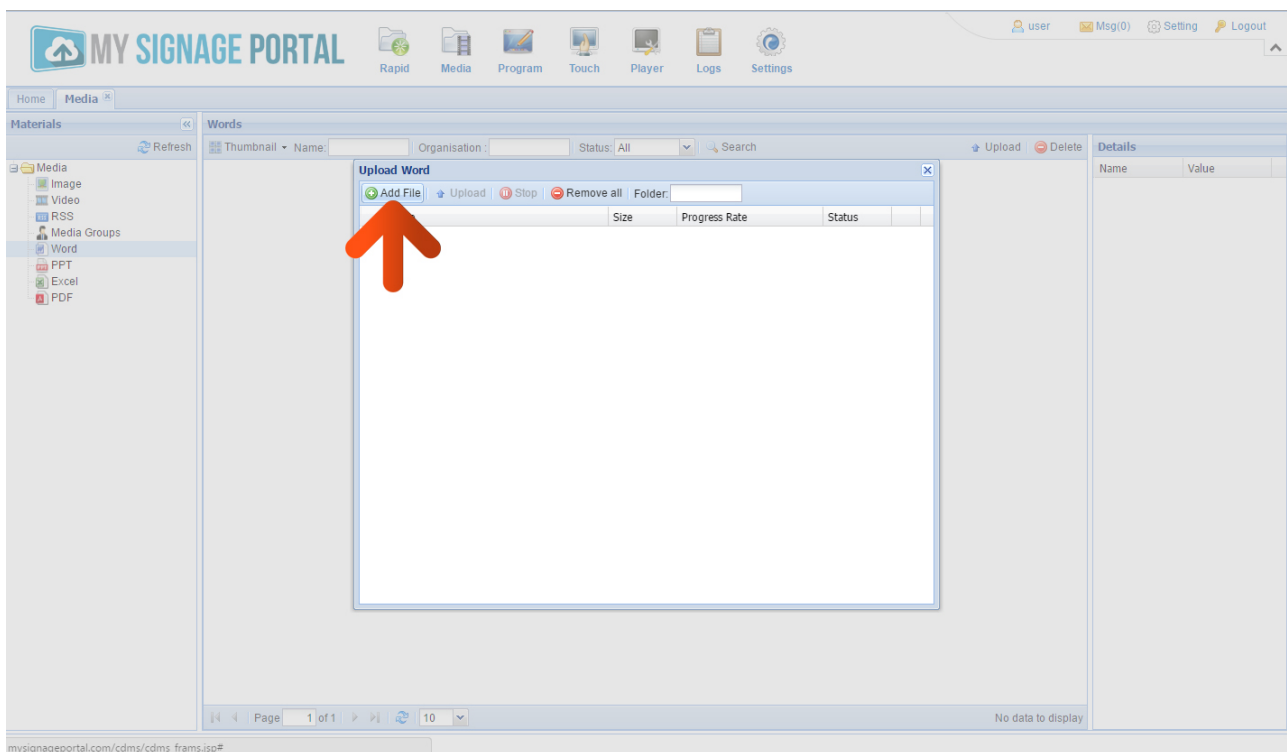 MY SIGNAGE PORTAL
Rapid Media Program Touch Player Logs Settings
user Msg(0) Setting Logout
Home Media
Materials
Refresh
Media
Image
Video
RSS
Media Groups
Word
PPT
Excel
PDF
Words
Thumbnail Name: Organisation : Status: All Search Upload Delete
Upload Word
Add File Upload Stop Remove all Folder:
Size Progress Rate Status
Details
Name Value
Page 1 of 1 10 No data to display
mysignageportal.com/cdms/cdms_frams.jsp#